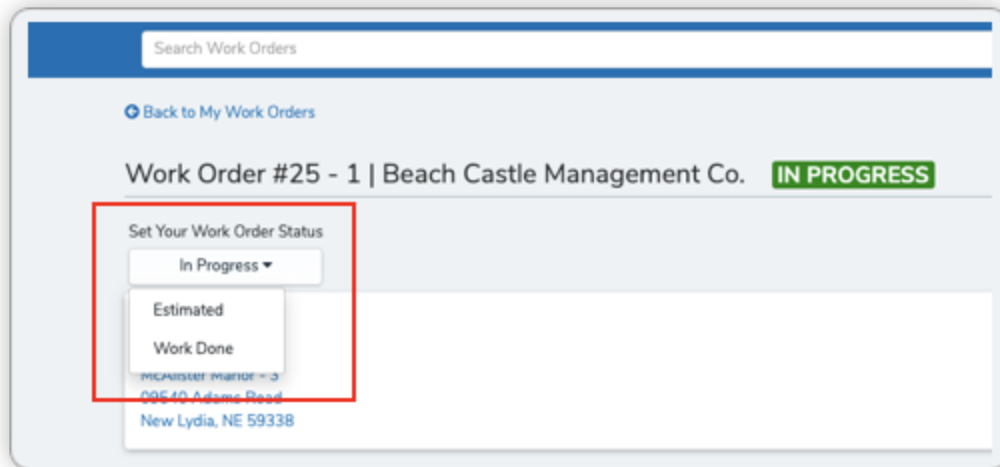 Search Work Orders
Back to My Work Orders
Work Order #25 - 1 | Beach Castle Management Co. IN PROGRESS
Set Your Work Order Status
In Progress
Estimated
Work Done
McAlister Manor - 3
09540 Adams Road
New Lydia, NE 59338